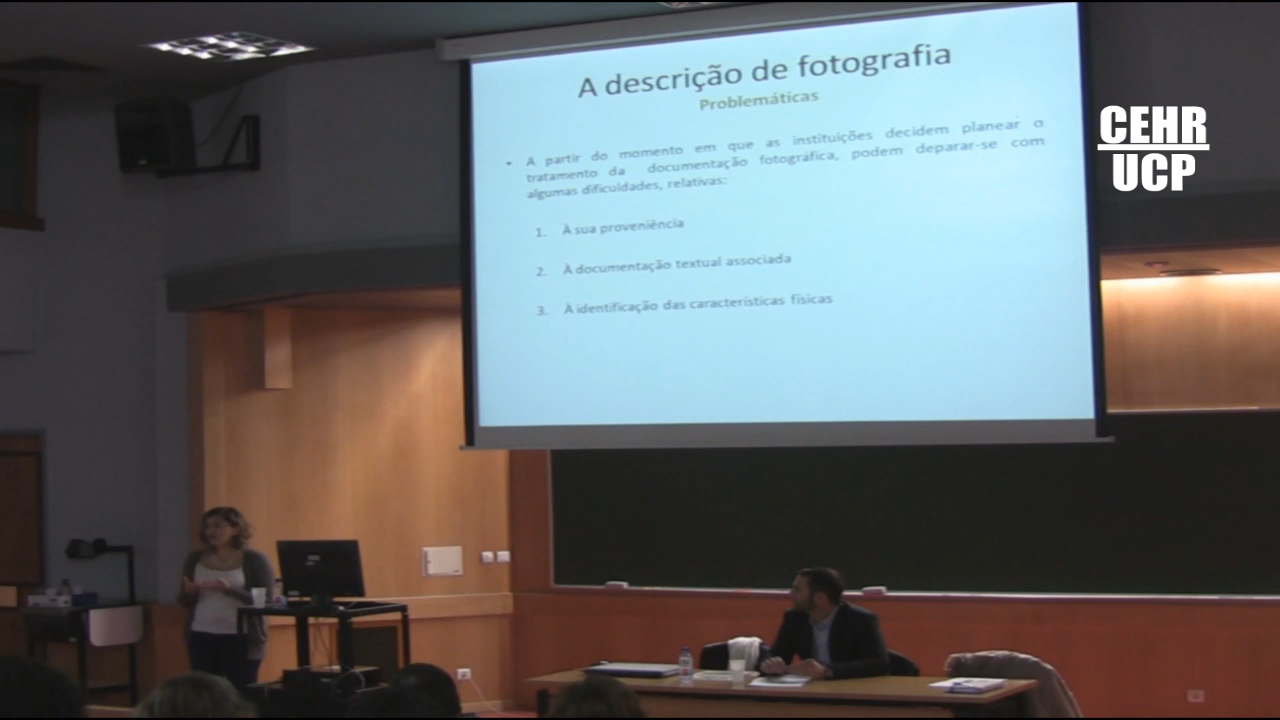 A descrição de fotografia
Problemáticas
• A partir do momento em que as instituições decidem planear o
tratamento da documentação fotográfica, podem deparar-se com
algumas dificuldades, relativas:
1. À sua proveniência
2. À documentação textual associada
3. À identificação das características físicas
CEHR
UCP